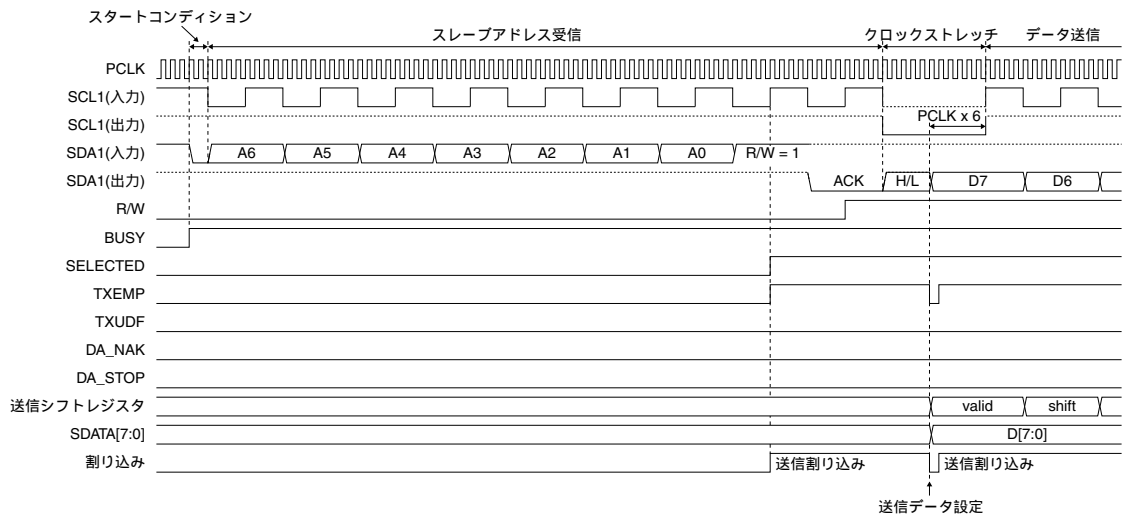 スタートコンディション
スレーブアドレス受信
クロックストレッチ
データ送信
PCLK
SCL1(入力)
SCL1(出力)
PCLK x 6
SDA1(入力)
A6
A5
A4
A3
A2
A1
A0
R/W = 1
SDA1(出力)
ACK
H/L
D7
D6
R/W
BUSY
SELECTED
TXEMP
TXUDF
DA_NAK
DA_STOP
送信シフトレジスタ
valid
shift
SDATA[7:0]
D[7:0]
割り込み
送信割り込み
送信割り込み
送信データ設定